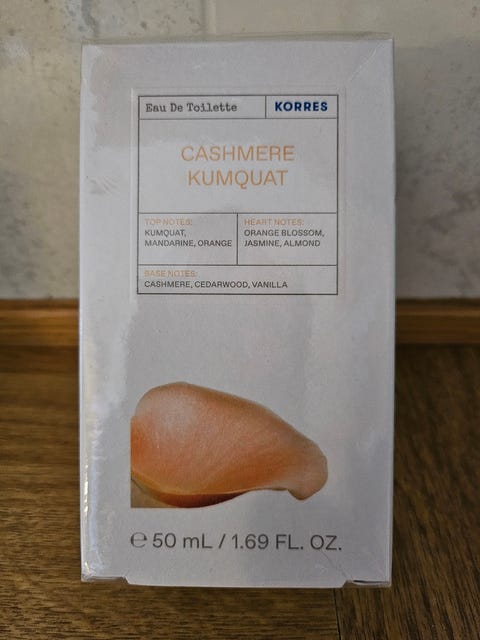 Eau De Toilette
KORRES
CASHMERE
KUMQUAT
TOP NOTES:
KUMQUAT,
MANDARINE, ORANGE
HEART NOTES:
ORANGE BLOSSOM,
JASMINE, ALMOND
BASE NOTES:
CASHMERE, CEDARWOOD, VANILLA
℮ 50 mL / 1.69 FL. OZ.